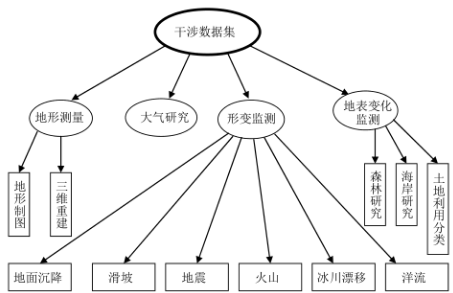 干涉数据集
地形测量
大气研究
形变监测
地表变化
监测
地形制图
三维重建
森林研究
海岸研究
土地利用分类
地面沉降
滑坡
地震
火山
冰川漂移
洋流